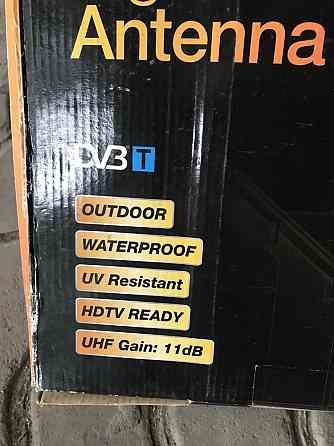 Antenna
DVB T
OUTDOOR
WATERPROOF
UV Resistant
HDTV READY
UHF Gain: 11dB